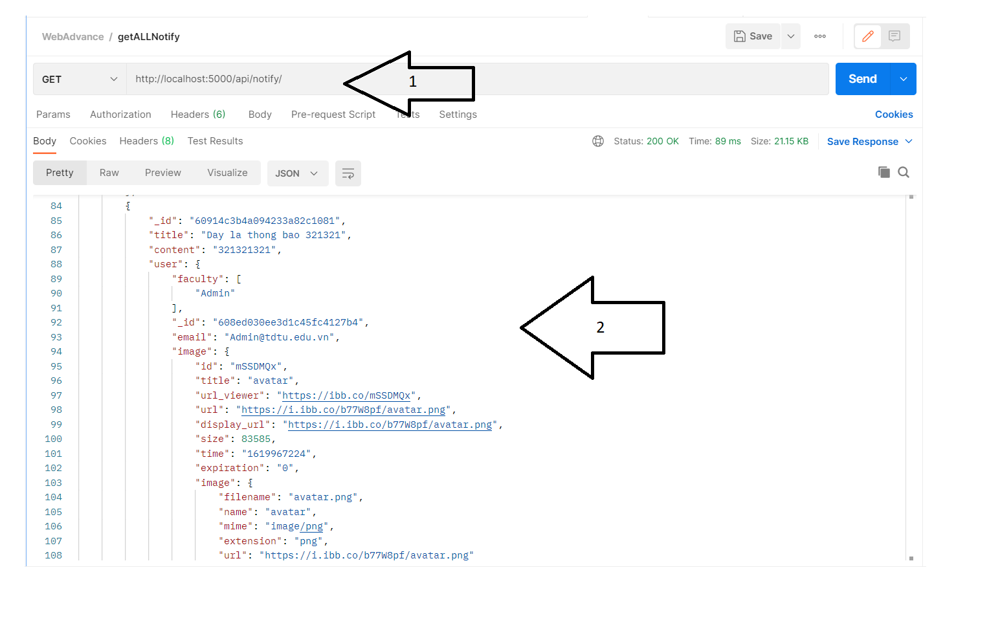 WebAdvance / getALLNotify
Save
GET http://localhost:5000/api/notify/ 1 Send
Params Authorization Headers (6) Body Pre-request Script Tests Settings Cookies
Body Cookies Headers (8) Test Results Status: 200 OK Time: 89 ms Size: 21.15 KB Save Response
Pretty Raw Preview Visualize JSON
84 {
85 "_id": "60914c3b4a094233a82c1081",
86 "title": "Day la thong bao 321321",
87 "content": "321321321",
88 "user": {
89 "faculty": [
90 "Admin"
91 ],
92 "_id": "608ed030ee3d1c45fc4127b4",
2
93 "email": "Admin@tdtu.edu.vn",
94 "image": {
95 "id": "mSSDMQx",
96 "title": "avatar",
97 "url_viewer": "https://ibb.co/mSSDMQx",
98 "url": "https://i.ibb.co/b77W8pf/avatar.png",
99 "display_url": "https://i.ibb.co/b77W8pf/avatar.png",
100 "size": 83585,
101 "time": "1619967224",
102 "expiration": "0",
103 "image": {
104 "filename": "avatar.png",
105 "name": "avatar",
106 "mime": "image/png",
107 "extension": "png",
108 "url": "https://i.ibb.co/b77W8pf/avatar.png"